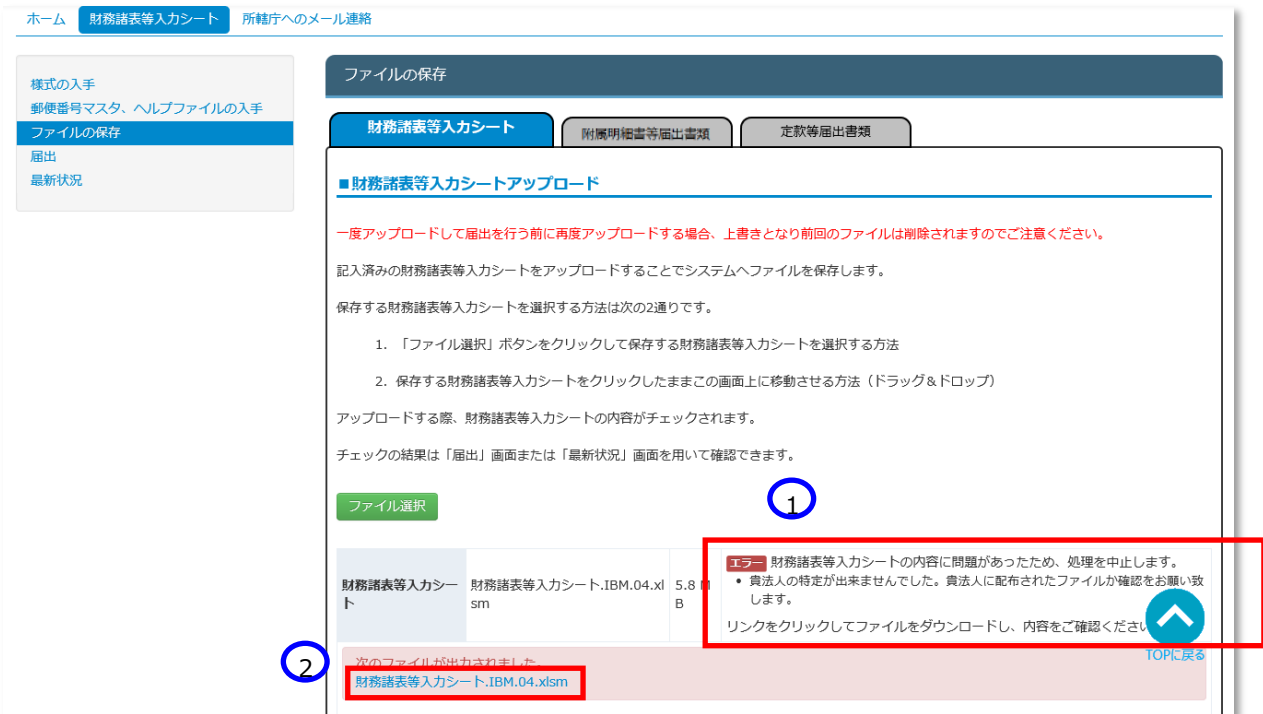 ホーム 財務諸表等入力シート 所轄庁へのメール連絡
様式の入手
郵便番号マスタ、ヘルプファイルの入手
ファイルの保存
届出
最新状況
ファイルの保存
財務諸表等入力シート 附属明細書等届出書類 定款等届出書類
■財務諸表等入力シートアップロード
一度アップロードして届出を行う前に再度アップロードする場合、上書きとなり前回のファイルは削除されますのでご注意ください。
記入済みの財務諸表等入力シートをアップロードすることでシステムへファイルを保存します。
保存する財務諸表等入力シートを選択する方法は次の2通りです。
1. 「ファイル選択」ボタンをクリックして保存する財務諸表等入力シートを選択する方法
2. 保存する財務諸表等入力シートをクリックしたままこの画面上に移動させる方法（ドラッグ＆ドロップ）
アップロードする際、財務諸表等入力シートの内容がチェックされます。
チェックの結果は「届出」画面または「最新状況」画面を用いて確認できます。
ファイル選択
1
財務諸表等入力シー
ト
財務諸表等入力シート.IBM.04.xl
sm
5.8 M
B
エラー 財務諸表等入力シートの内容に問題があったため、処理を中止します。
• 貴法人の特定が出来ませんでした。貴法人に配布されたファイルか確認をお願い致
します。
リンクをクリックしてファイルをダウンロードし、内容をご確認くださ
TOPに戻る
2
次のファイルが出力されました。
財務諸表等入力シート.IBM.04.xlsm